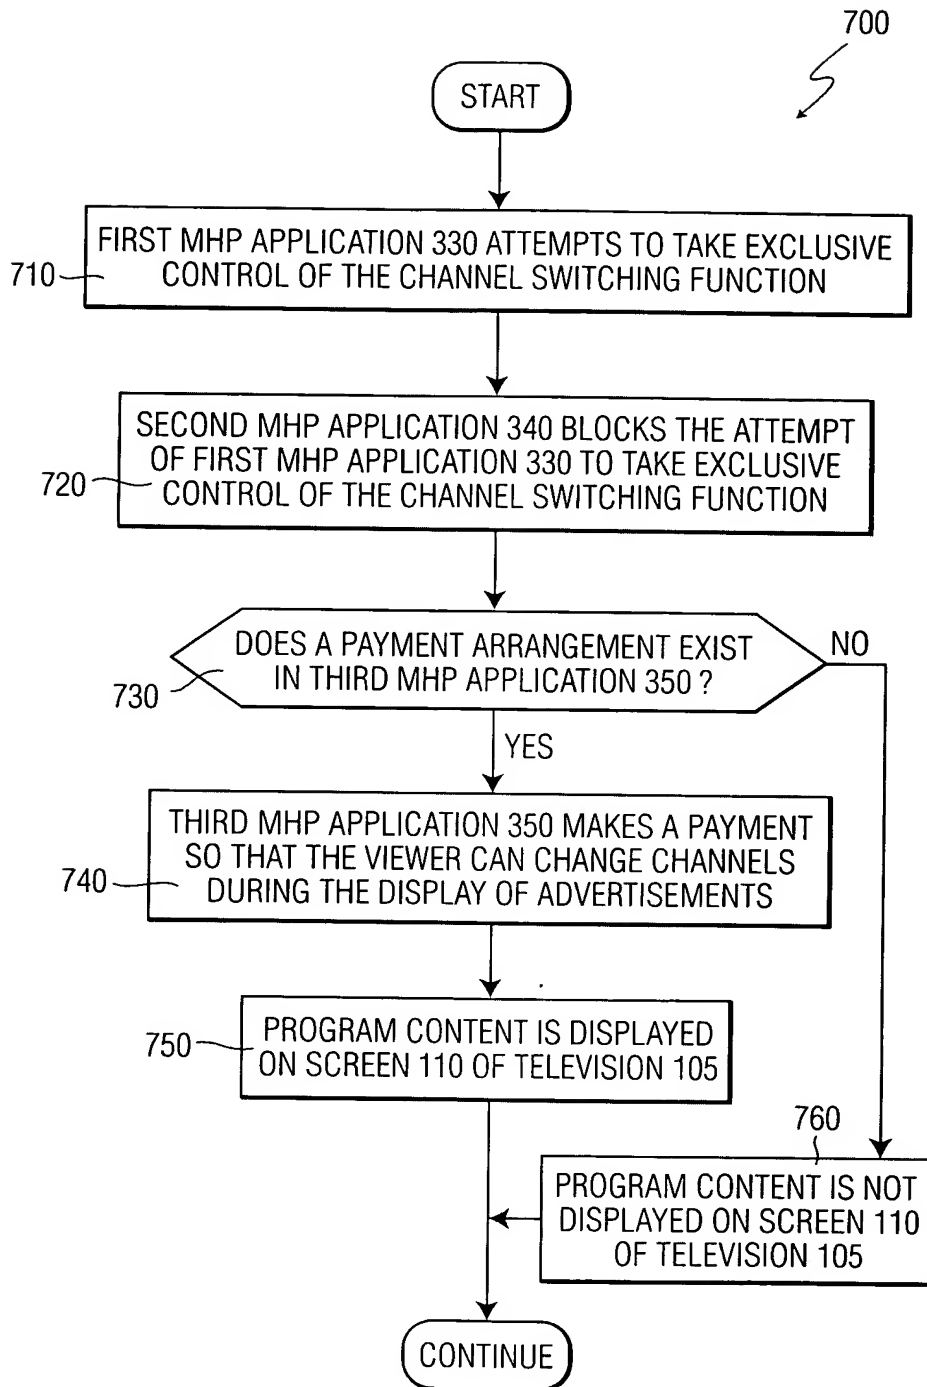 700
START
FIRST MHP APPLICATION 330 ATTEMPTS TO TAKE EXCLUSIVE
CONTROL OF THE CHANNEL SWITCHING FUNCTION
710
SECOND MHP APPLICATION 340 BLOCKS THE ATTEMPT
OF FIRST MHP APPLICATION 330 TO TAKE EXCLUSIVE
CONTROL OF THE CHANNEL SWITCHING FUNCTION
720
DOES A PAYMENT ARRANGEMENT EXIST
IN THIRD MHP APPLICATION 350 ?
730
NO
YES
THIRD MHP APPLICATION 350 MAKES A PAYMENT
SO THAT THE VIEWER CAN CHANGE CHANNELS
DURING THE DISPLAY OF ADVERTISEMENTS
740
PROGRAM CONTENT IS DISPLAYED
ON SCREEN 110 OF TELEVISION 105
750
760
PROGRAM CONTENT IS NOT
DISPLAYED ON SCREEN 110
OF TELEVISION 105
CONTINUE